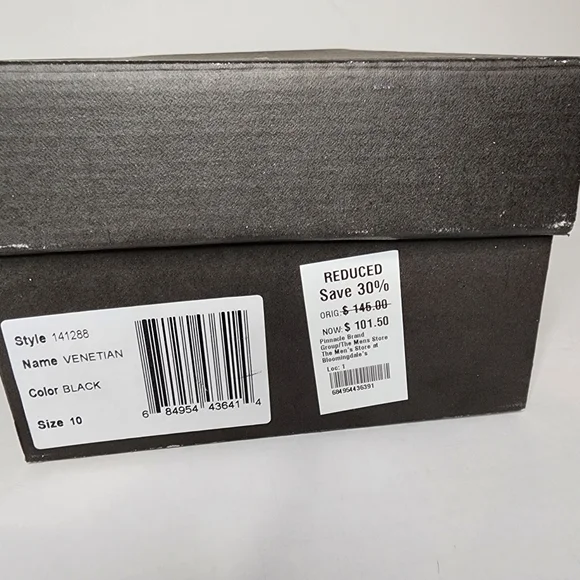 Style 141288
Name VENETIAN
Color BLACK
Size 10
6 84954 43641 4
REDUCED
Save 30%
ORIG: $ 145.00
NOW: $ 101.50
Pinnacle Brand
Group/The Mens Store
The Men's Store at
Bloomingdale's
Loc: 1
684954436391